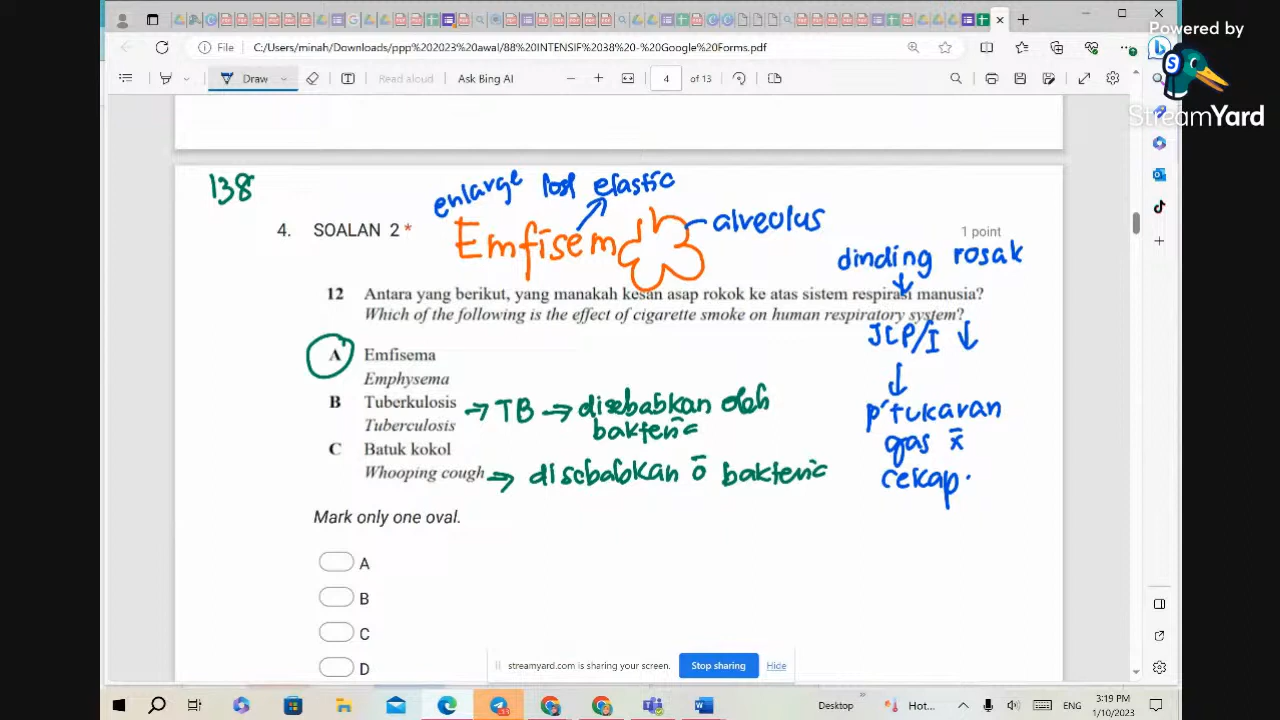 Powered by
StreamYard
File
C:/Users/minah/Downloads/ppp%202023%20awal/88%20INTENSIF%2038%20-%20Google%20Forms.pdf
Draw
Read aloud
Ask Bing AI
4
of 13
138
enlarge lost elastic
Emfisema
alveolus
4. SOALAN 2 *
1 point
dinding rosak
12 Antara yang berikut, yang manakah kesan asap rokok ke atas sistem respirasi manusia?
Which of the following is the effect of cigarette smoke on human respiratory system?
JLP/I ↓
A Emfisema
Emphysema
B Tuberkulosis
→ TB → disebabkan oleh
bakteria
Tuberculosis
p'tukaran
gas x̄
cekap.
C Batuk kokol
Whooping cough
→ disebabkan ō bakteria
Mark only one oval.
A
B
C
D
streamyard.com is sharing your screen.
Stop sharing
Hide
Desktop
Hot...
ENG
3:19 PM
1/10/2023